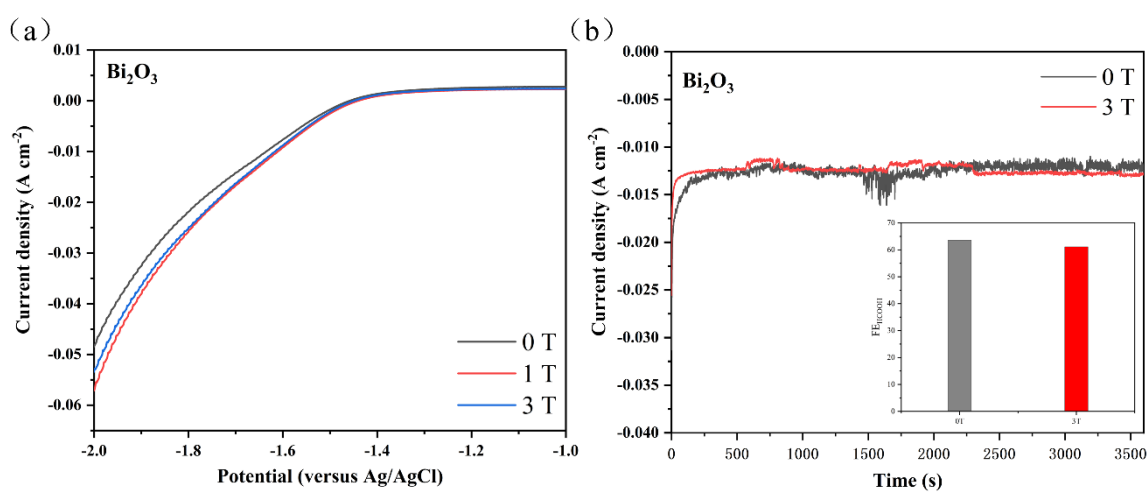 (a)
Bi₂O₃
0.01
0.00
-0.01
-0.02
-0.03
-0.04
-0.05
-0.06
Current density (A cm⁻²)
0 T
1 T
3 T
-2.0 -1.8 -1.6 -1.4 -1.2 -1.0
Potential (versus Ag/AgCl)
(b)
Bi₂O₃
0 T
3 T
0.000
-0.005
-0.010
-0.015
-0.020
-0.025
-0.030
-0.035
-0.040
Current density (A cm⁻²)
70
60
50
40
30
20
10
0
FE_HCOOH
0T 3T
0 500 1000 1500 2000 2500 3000 3500
Time (s)